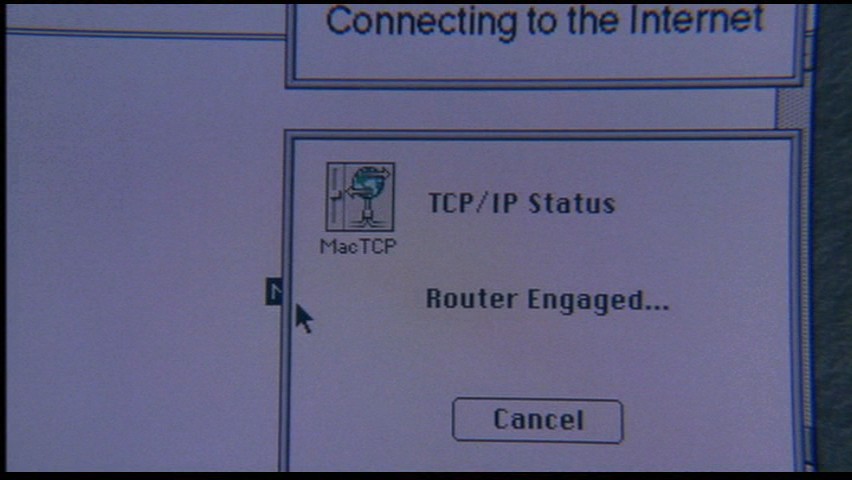 Connecting to the Internet
TCP/IP Status
MacTCP
Router Engaged...
Cancel